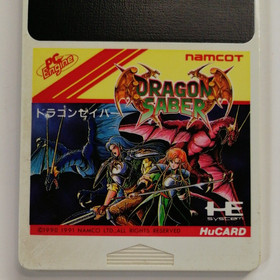 PC Engine
namcot
DRAGON SABER
ドラゴンセイバー
HE SYSTEM
©1990 1991 NAMCO LTD., ALL RIGHTS RESERVED
HuCARD